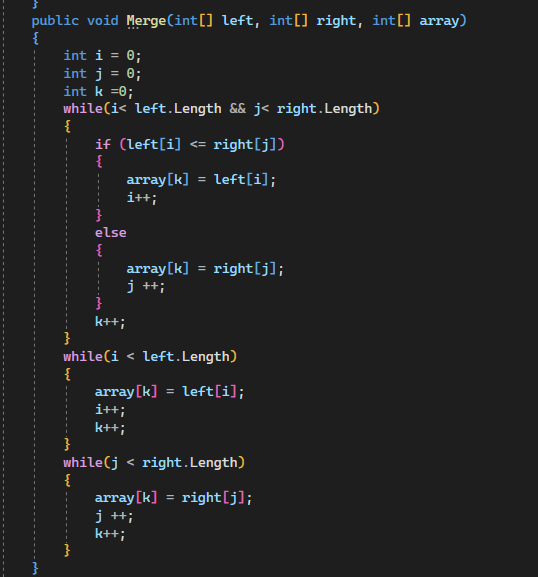 }
public void Merge(int[] left, int[] right, int[] array)
{
int i = 0;
int j = 0;
int k =0;
while(i< left.Length && j< right.Length)
{
if (left[i] <= right[j])
{
array[k] = left[i];
i++;
}
else
{
array[k] = right[j];
j ++;
}
k++;
}
while(i < left.Length)
{
array[k] = left[i];
i++;
k++;
}
while(j < right.Length)
{
array[k] = right[j];
j ++;
k++;
}
}